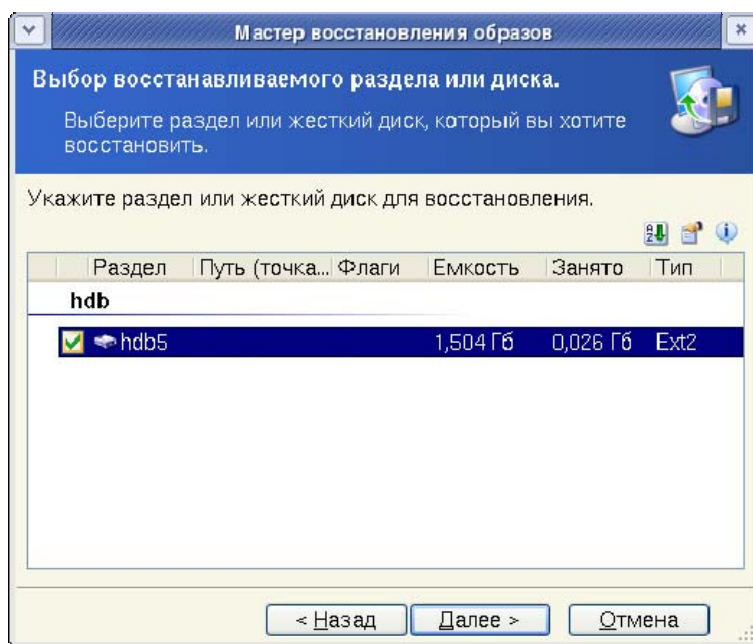 Мастер восстановления образов
Выбор восстанавливаемого раздела или диска.
Выберите раздел или жесткий диск, который вы хотите
восстановить.
Укажите раздел или жесткий диск для восстановления.
Раздел Путь (точка... Флаги Емкость Занято Тип
hdb
hdb5 1,504 Гб 0,026 Гб Ext2
< Назад Далее > Отмена